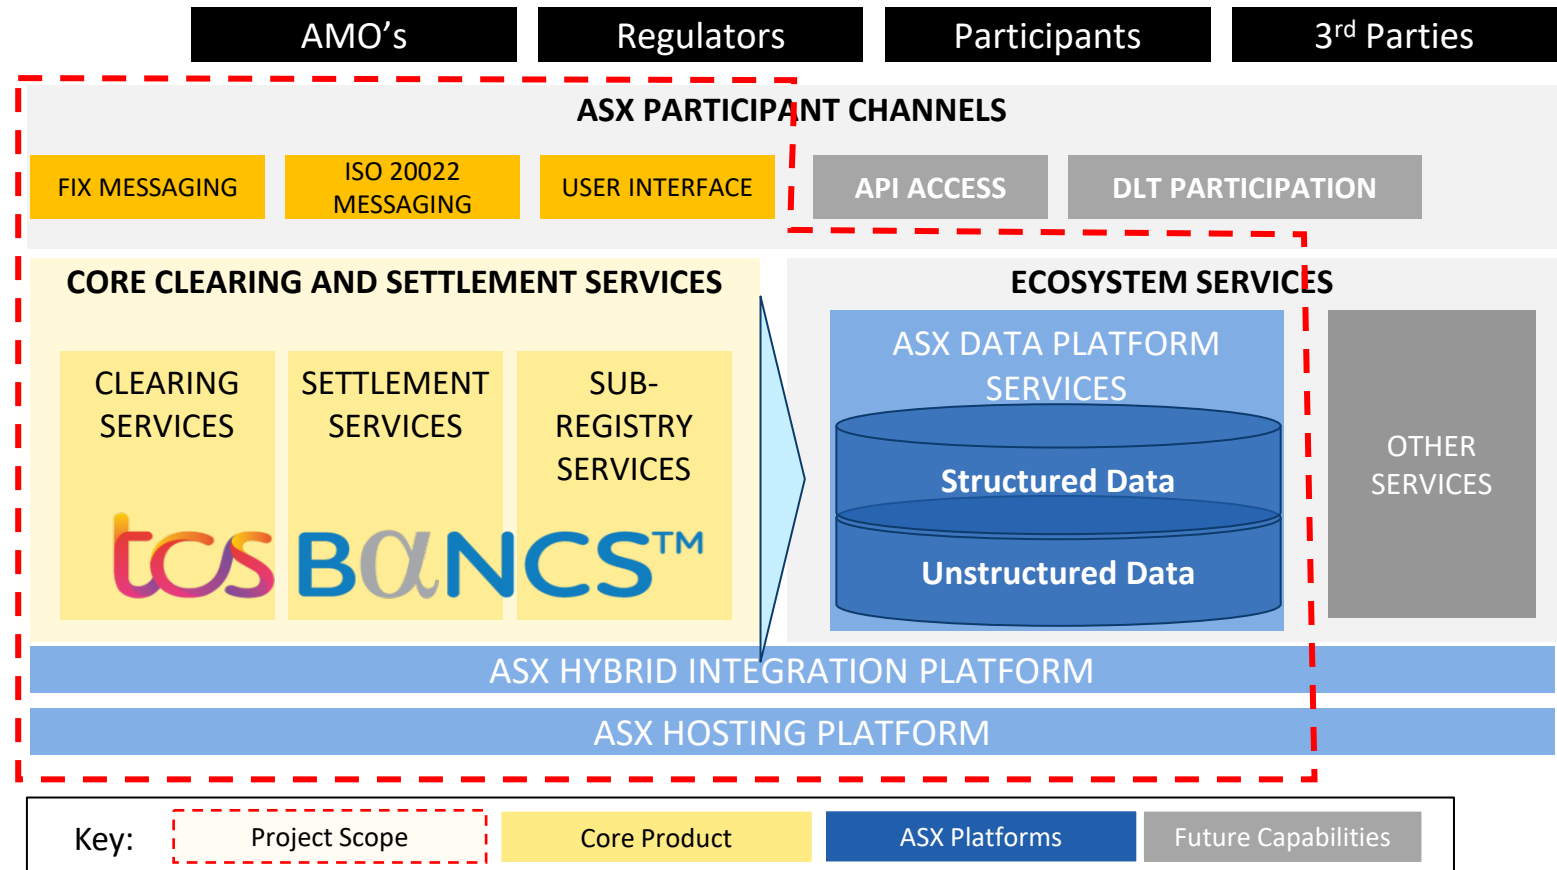 AMO's
Regulators
Participants
3rd Parties
ASX PARTICIPANT CHANNELS
FIX MESSAGING
ISO 20022
MESSAGING
USER INTERFACE
API ACCESS
DLT PARTICIPATION
CORE CLEARING AND SETTLEMENT SERVICES
CLEARING
SERVICES
SETTLEMENT
SERVICES
SUB-
REGISTRY
SERVICES
tcs BαNCS™
ECOSYSTEM SERVICES
ASX DATA PLATFORM
SERVICES
Structured Data
Unstructured Data
OTHER
SERVICES
ASX HYBRID INTEGRATION PLATFORM
ASX HOSTING PLATFORM
Key:
Project Scope
Core Product
ASX Platforms
Future Capabilities